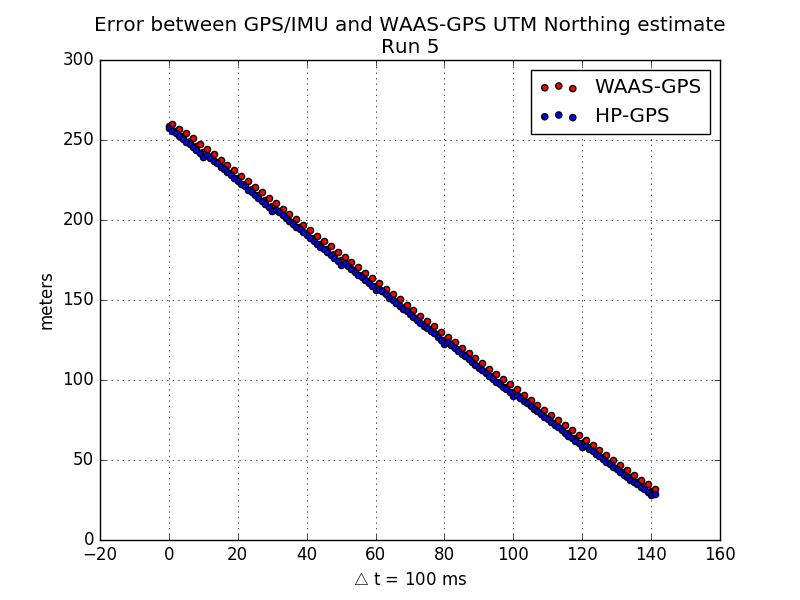 Error between GPS/IMU and WAAS-GPS UTM Northing estimate
Run 5
300
250
200
150
100
50
0
meters
WAAS-GPS
HP-GPS
−20 0 20 40 60 80 100 120 140 160
△ t = 100 ms